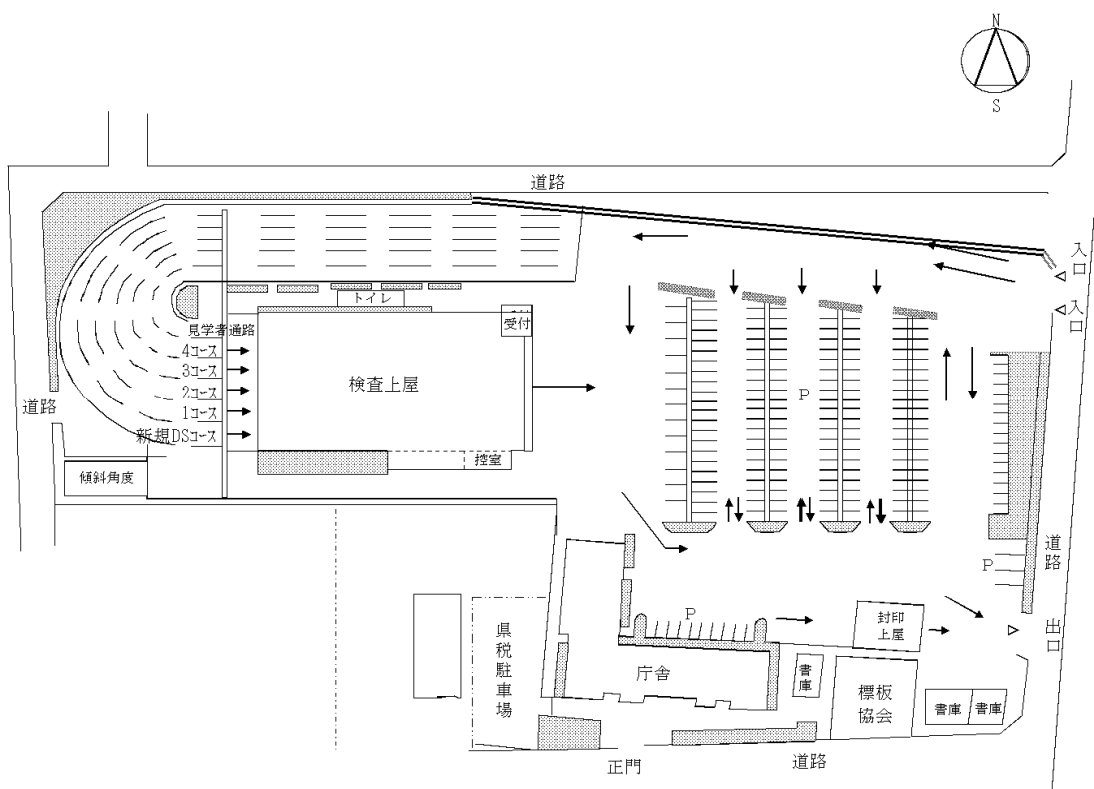 N
S
道路
入口
入口
トイレ
受付
見学者通路
4コース
3コース
2コース
1コース
新規DSコース
検査上屋
P
道路
傾斜角度
控室
道路
P
P
出口
封印
上屋
県税駐車場
庁舎
書庫
標板
協会
書庫
書庫
正門
道路